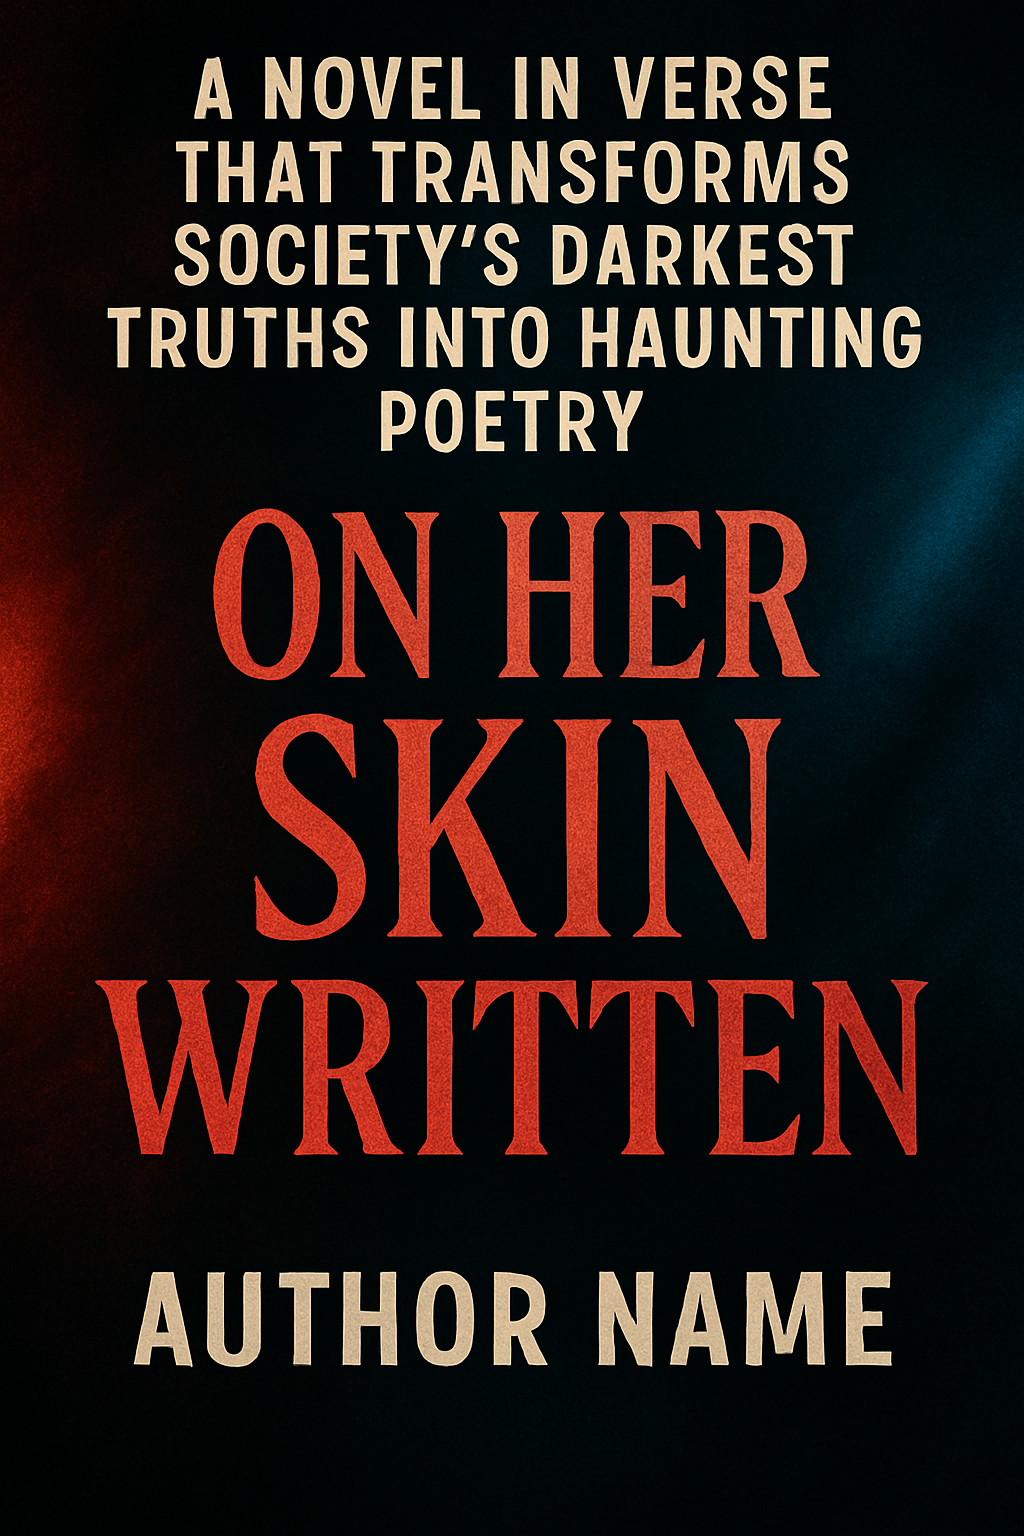 A NOVEL IN VERSE
THAT TRANSFORMS
SOCIETY'S DARKEST
TRUTHS INTO HAUNTING
POETRY
ON HER
SKIN
WRITTEN
AUTHOR NAME